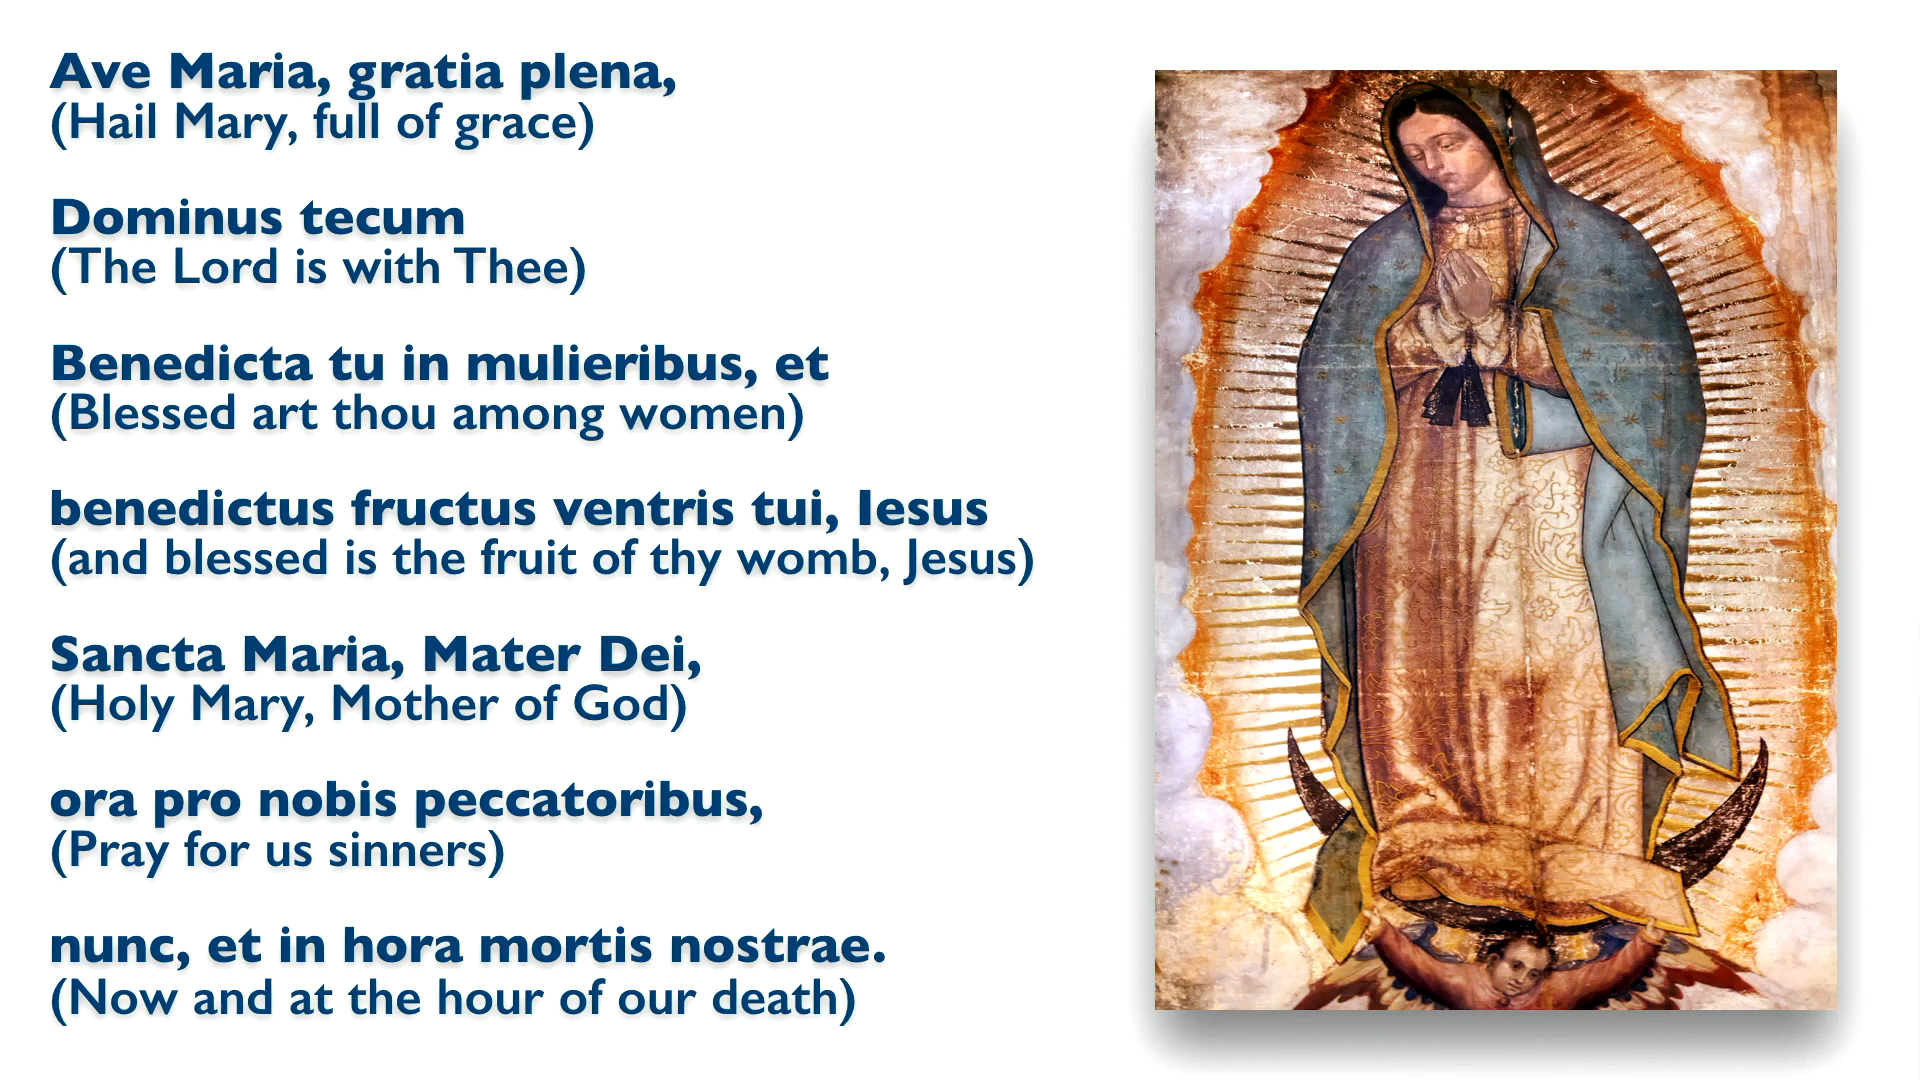 Ave Maria, gratia plena,
(Hail Mary, full of grace)
Dominus tecum
(The Lord is with Thee)
Benedicta tu in mulieribus, et
(Blessed art thou among women)
benedictus fructus ventris tui, Iesus
(and blessed is the fruit of thy womb, Jesus)
Sancta Maria, Mater Dei,
(Holy Mary, Mother of God)
ora pro nobis peccatoribus,
(Pray for us sinners)
nunc, et in hora mortis nostrae.
(Now and at the hour of our death)